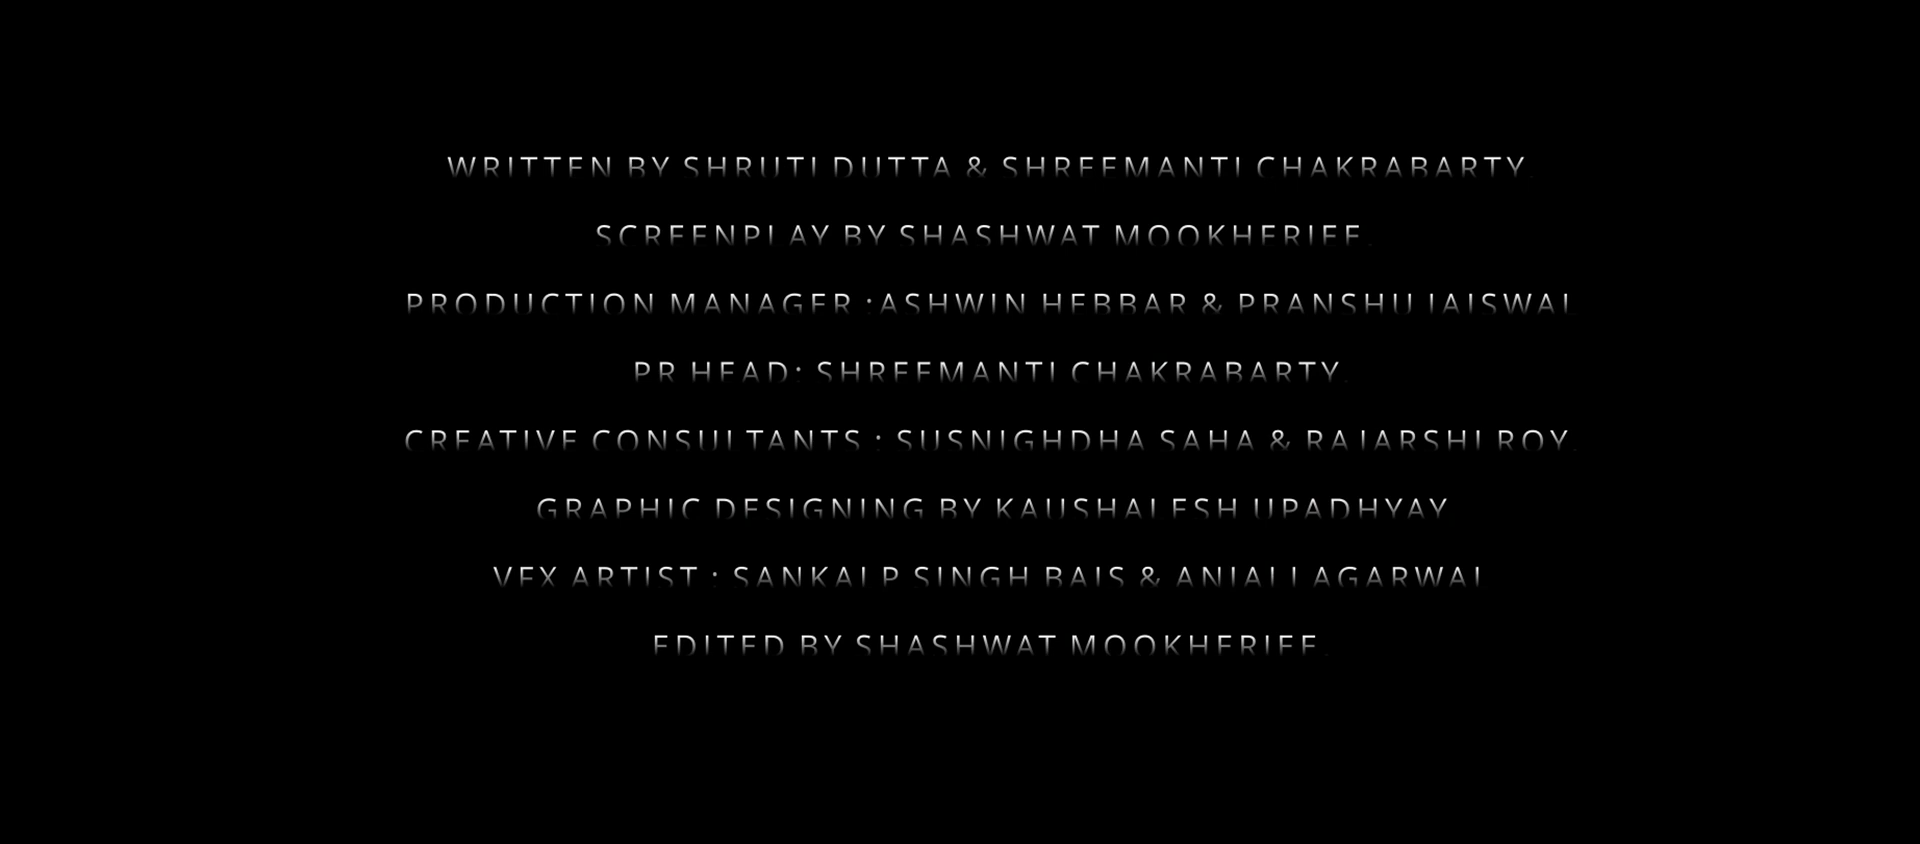 WRITTEN BY SHRUTI DUTTA & SHREEMANTI CHAKRABARTY.
SCREENPLAY BY SHASHWAT MOOKHERJEE.
PRODUCTION MANAGER :ASHWIN HEBBAR & PRANSHU JAISWAL
PR HEAD: SHREEMANTI CHAKRABARTY.
CREATIVE CONSULTANTS : SUSNIGHDHA SAHA & RAJARSHI ROY.
GRAPHIC DESIGNING BY KAUSHALESH UPADHYAY
VFX ARTIST : SANKALP SINGH BAIS & ANJALI AGARWAL
EDITED BY SHASHWAT MOOKHERJEE.